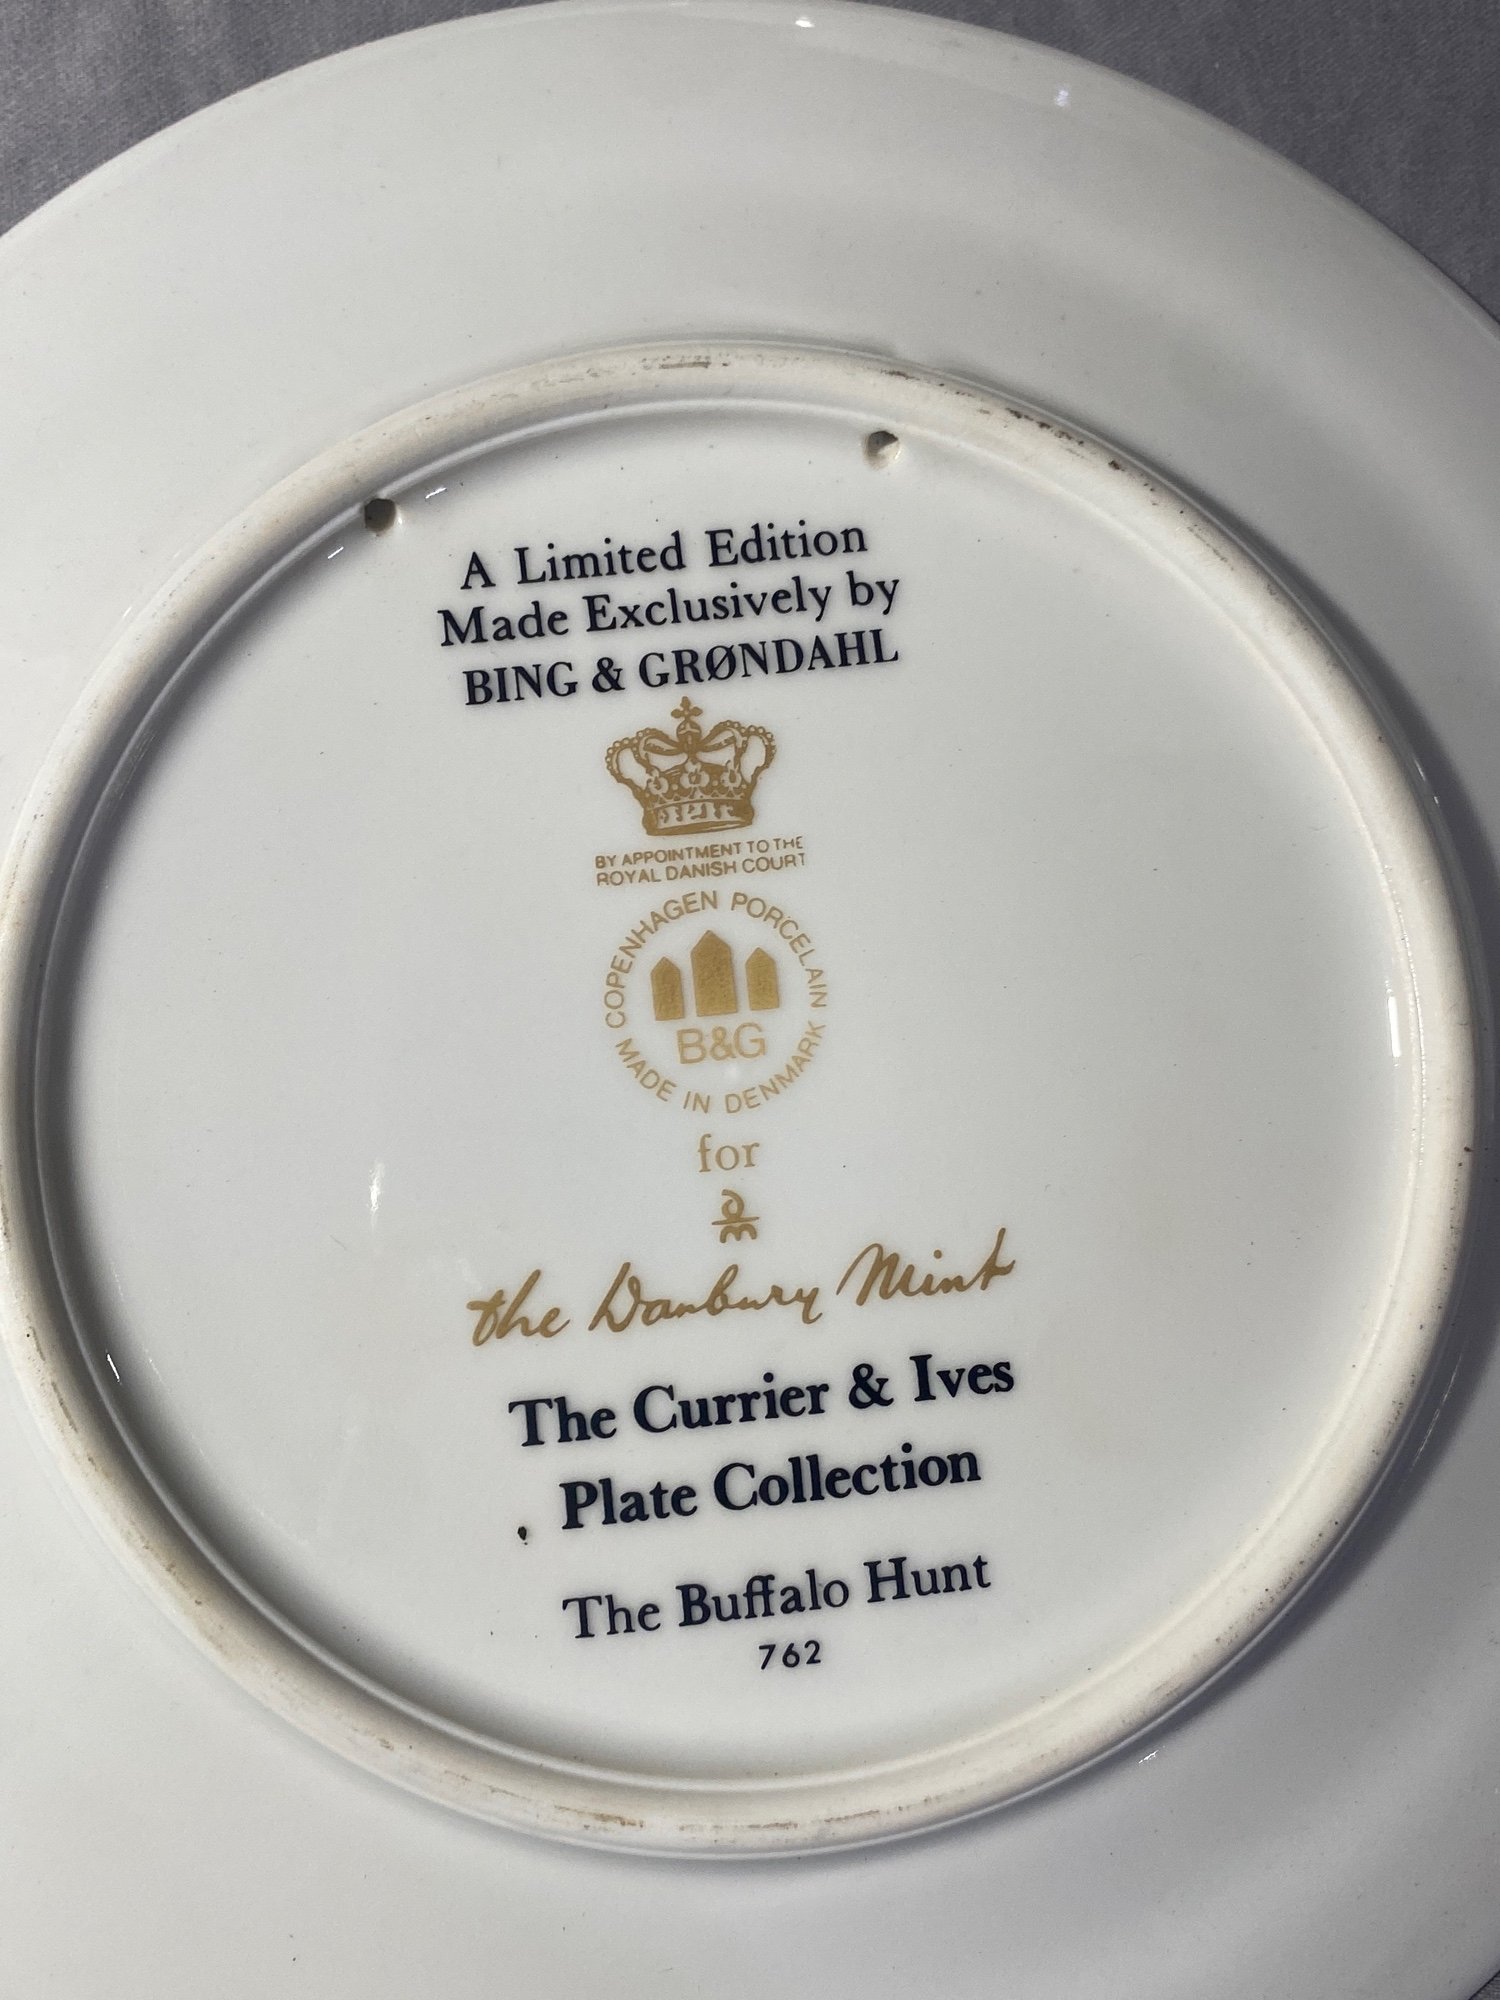 A Limited Edition
Made Exclusively by
BING & GRØNDAHL
BY APPOINTMENT TO THE
ROYAL DANISH COURT
COPENHAGEN PORCELAIN
B&G
MADE IN DENMARK
for
dm
the Danbury Mint
The Currier & Ives
Plate Collection
The Buffalo Hunt
762